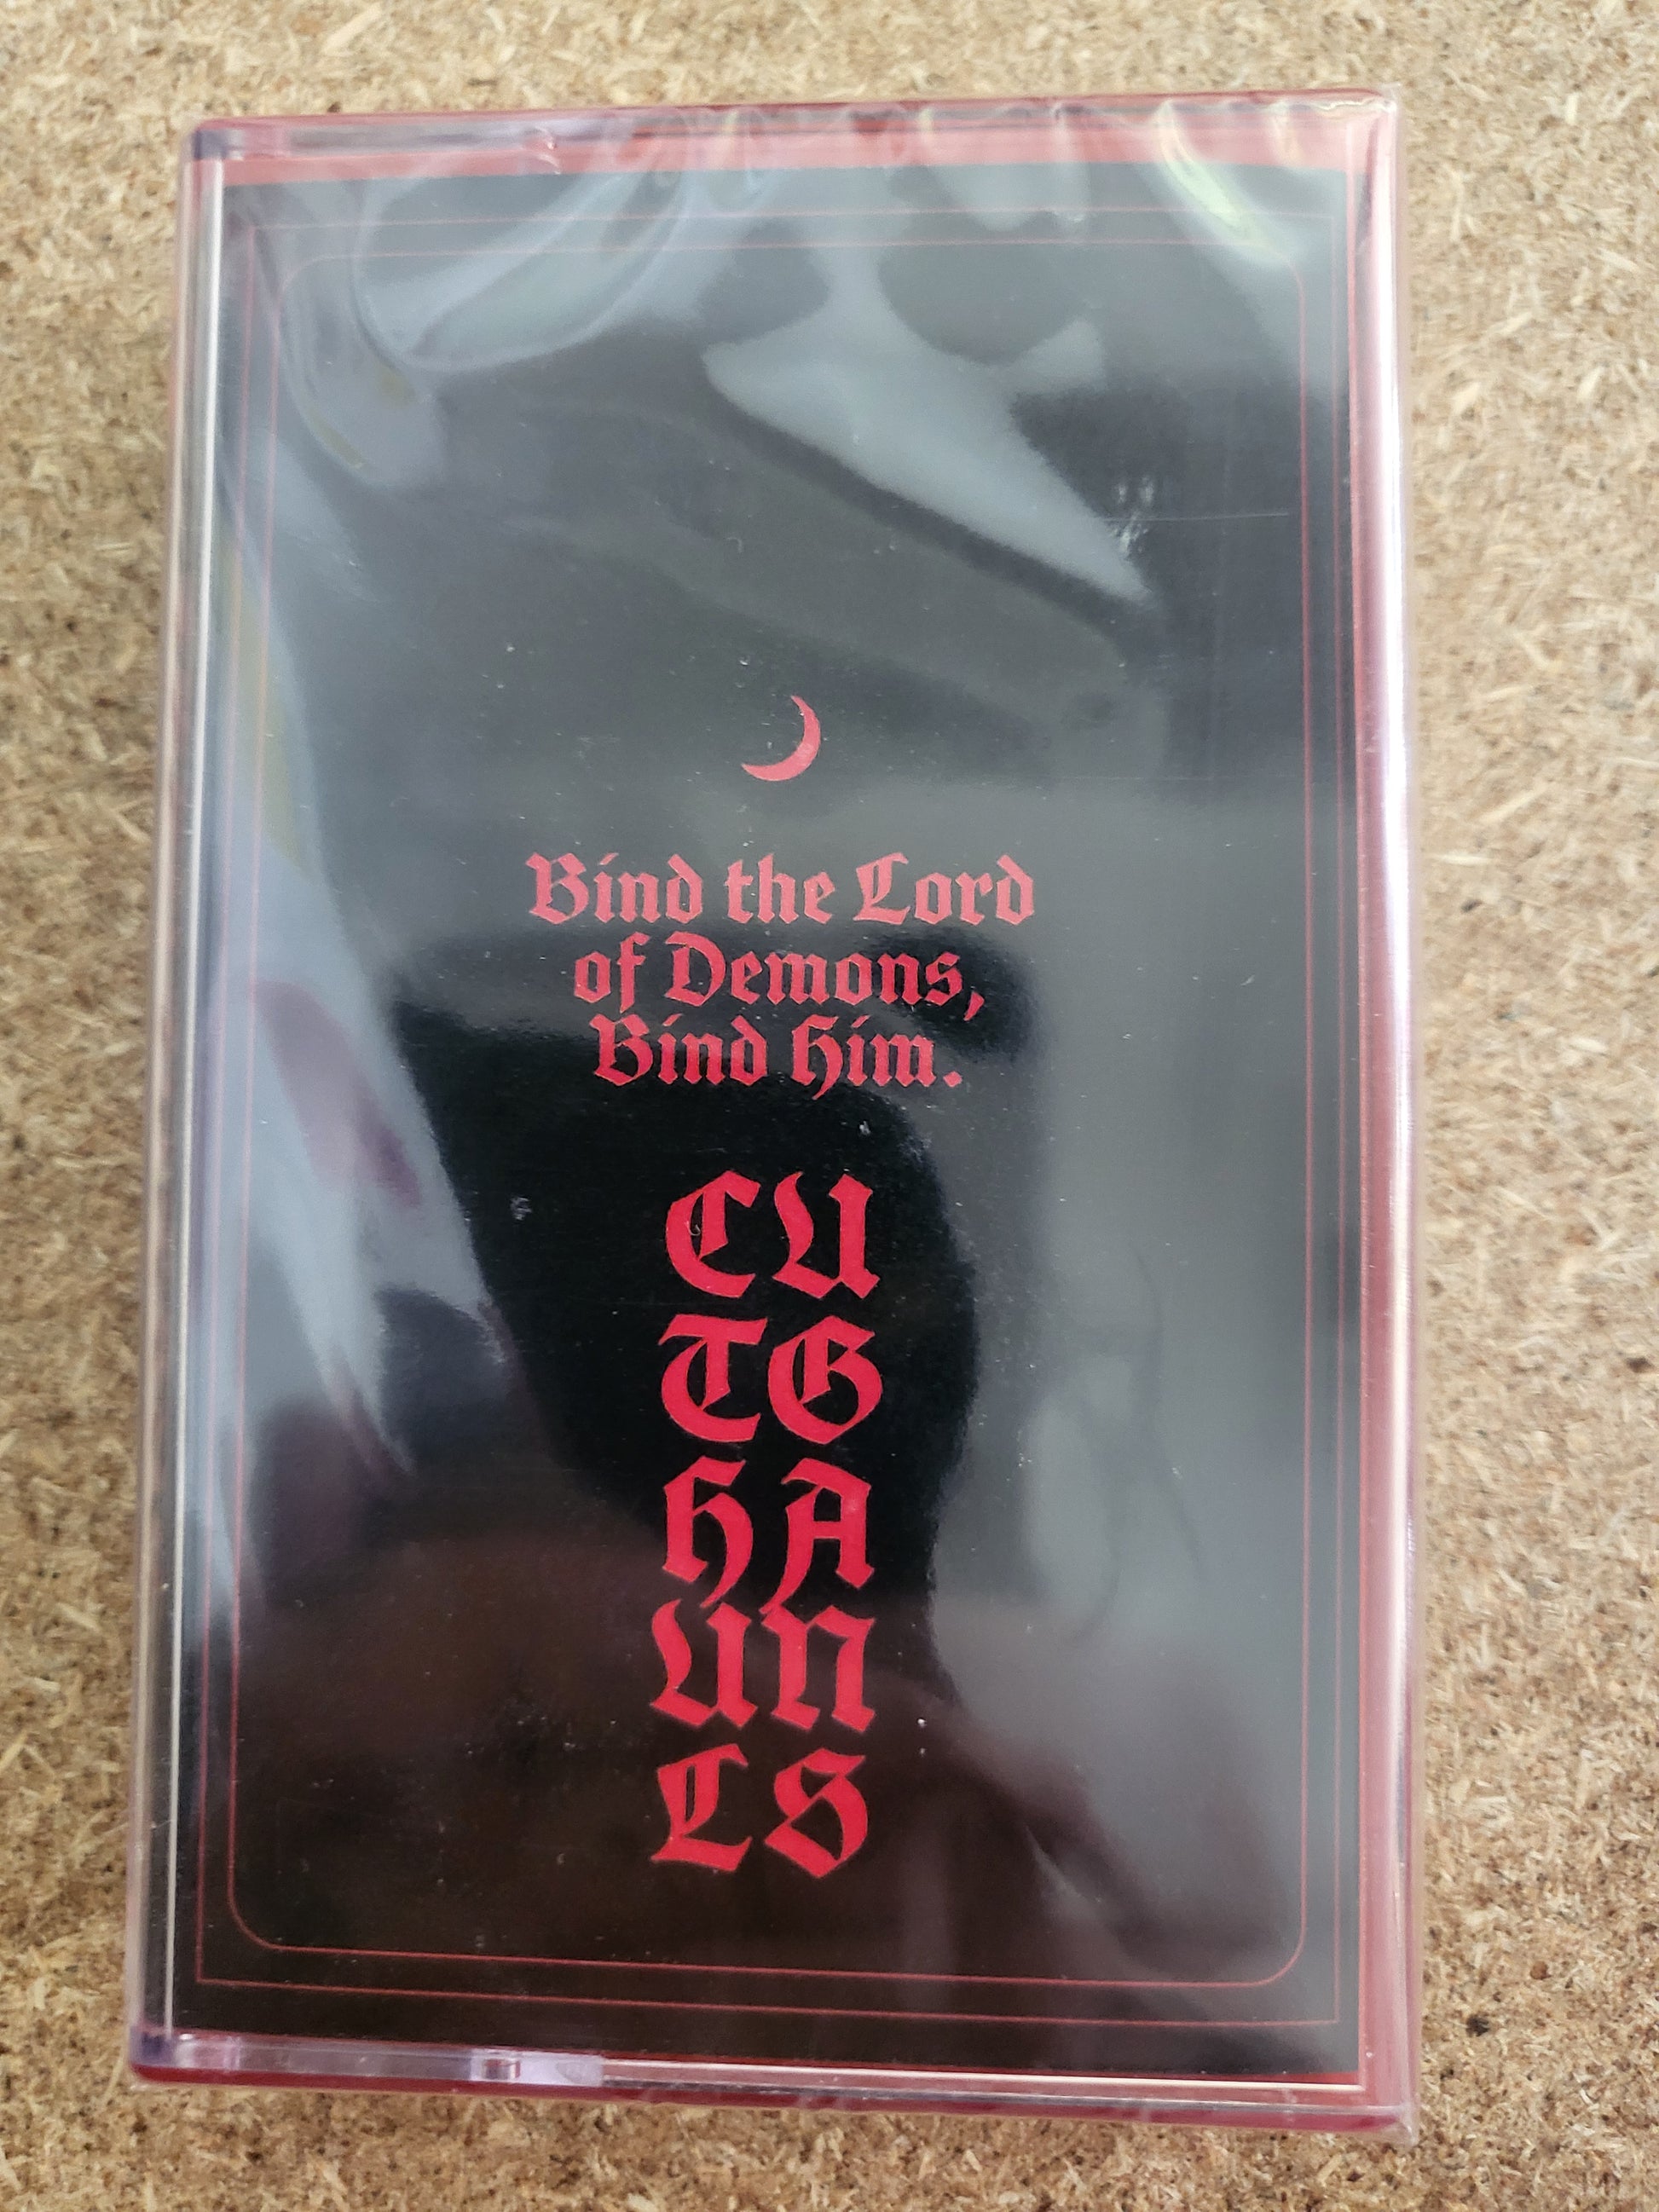 Bind the Lord
of Demons,
Bind Him.
CU
TG
HA
UN
LS